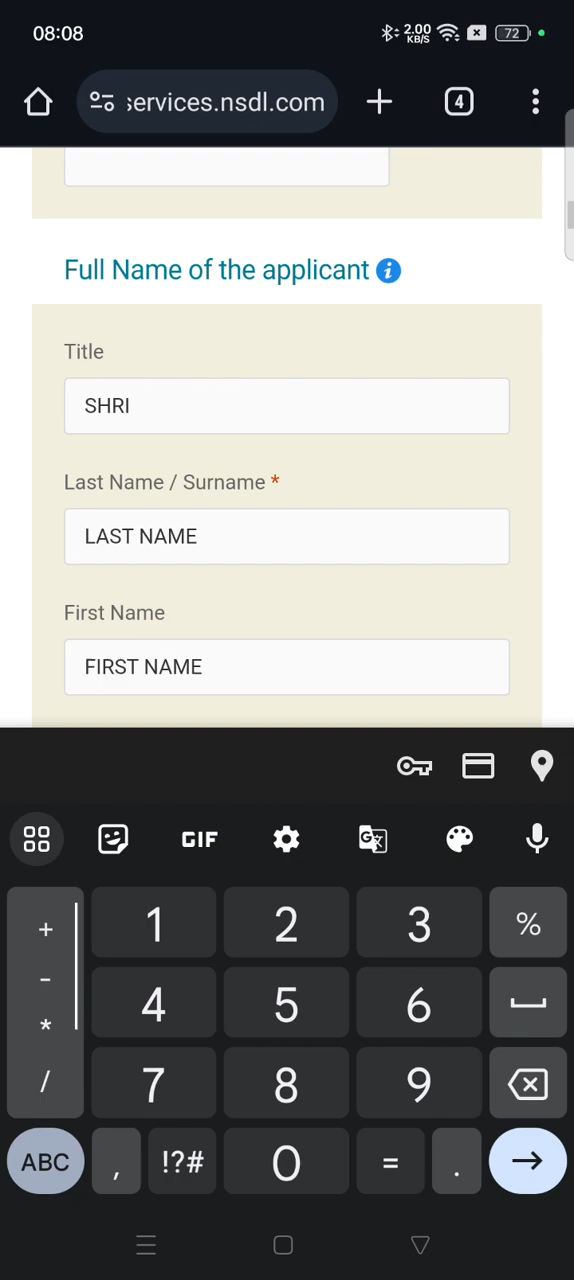 08:08
2.00
KB/S
72
services.nsdl.com
4
Full Name of the applicant
Title
SHRI
Last Name / Surname *
LAST NAME
First Name
FIRST NAME
GIF
+ 1 2 3 %
-
4 5 6
*
/ 7 8 9
ABC , !?# 0 = .